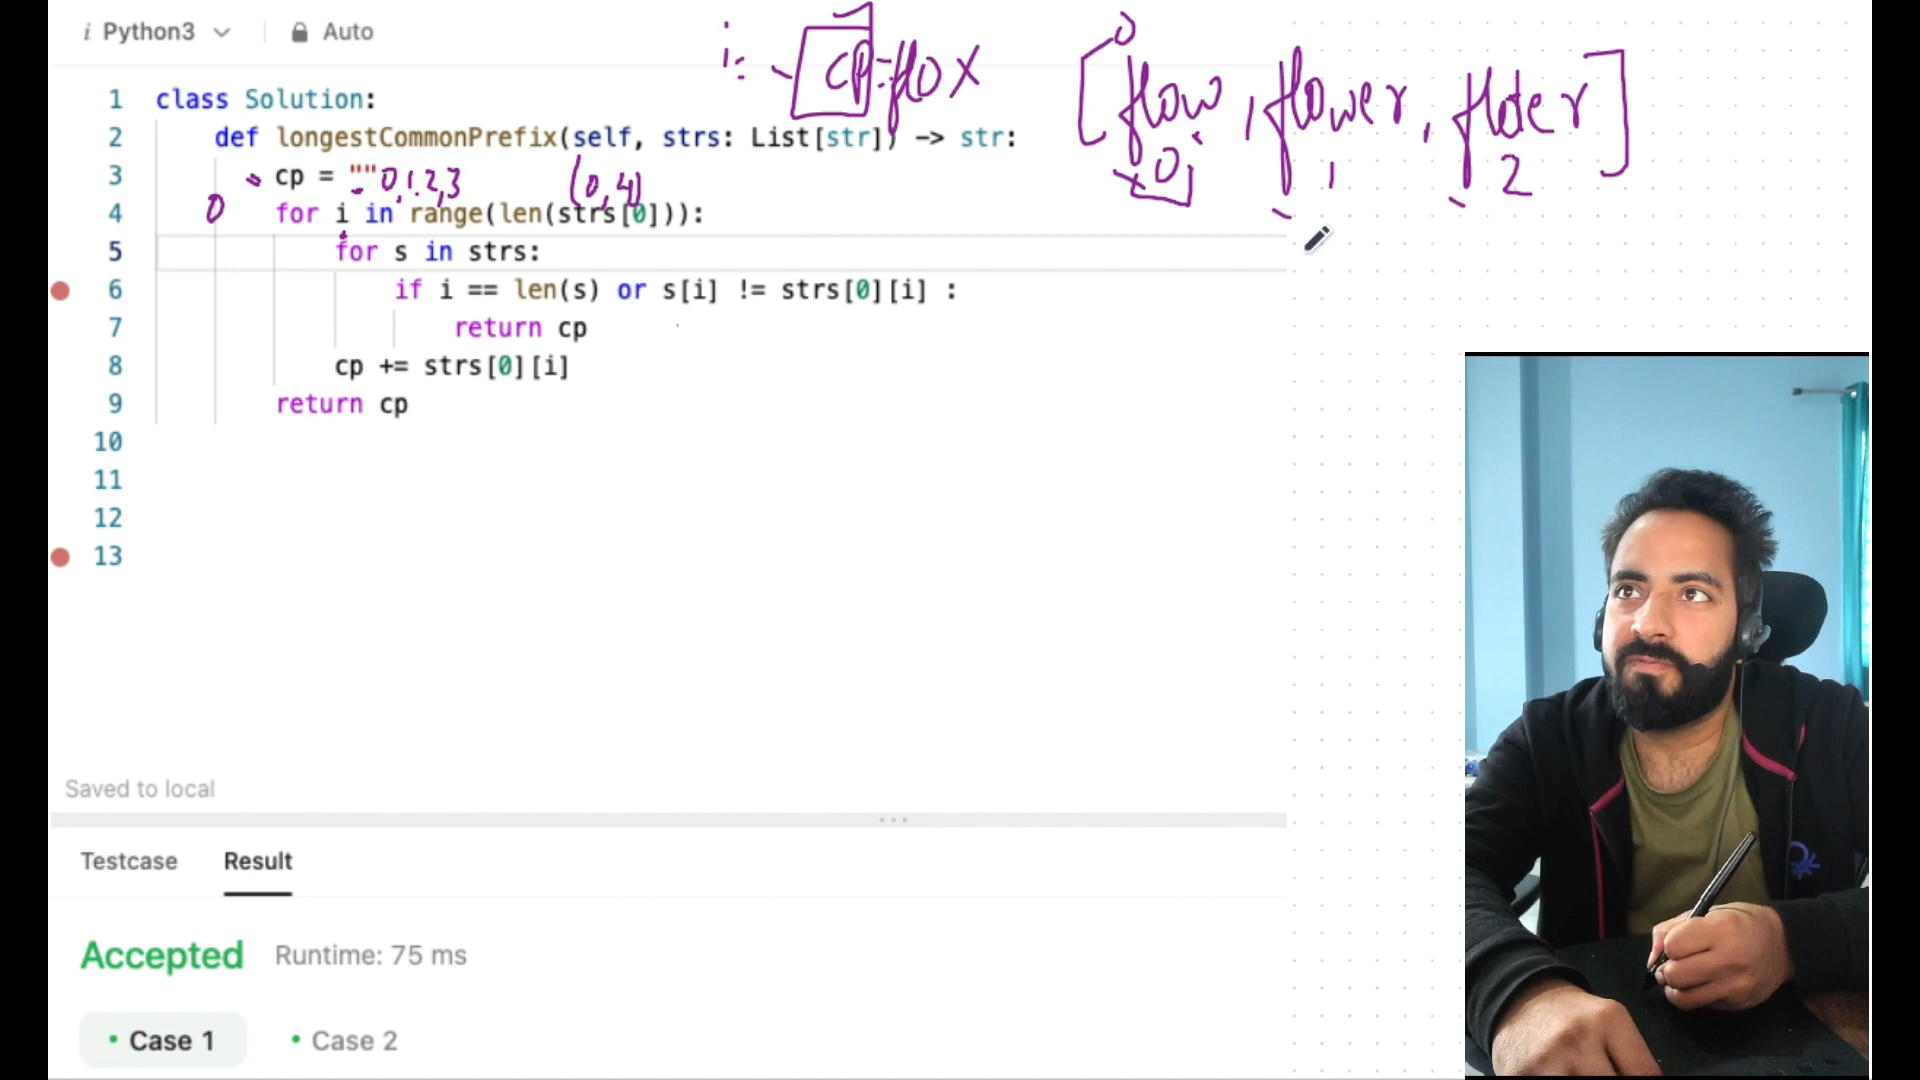 i Python3 Auto
i: cp=flo X
[flow, flower, floter]
0
0 1 2
1 class Solution:
2 def longestCommonPrefix(self, strs: List[str]) -> str:
3 cp = "" 0,1,2,3 (0,4)
0
4 for i in range(len(strs[0])):
5 for s in strs:
6 if i == len(s) or s[i] != strs[0][i] :
7 return cp
8 cp += strs[0][i]
9 return cp
10
11
12
13
Saved to local
Testcase Result
Accepted Runtime: 75 ms
• Case 1 • Case 2